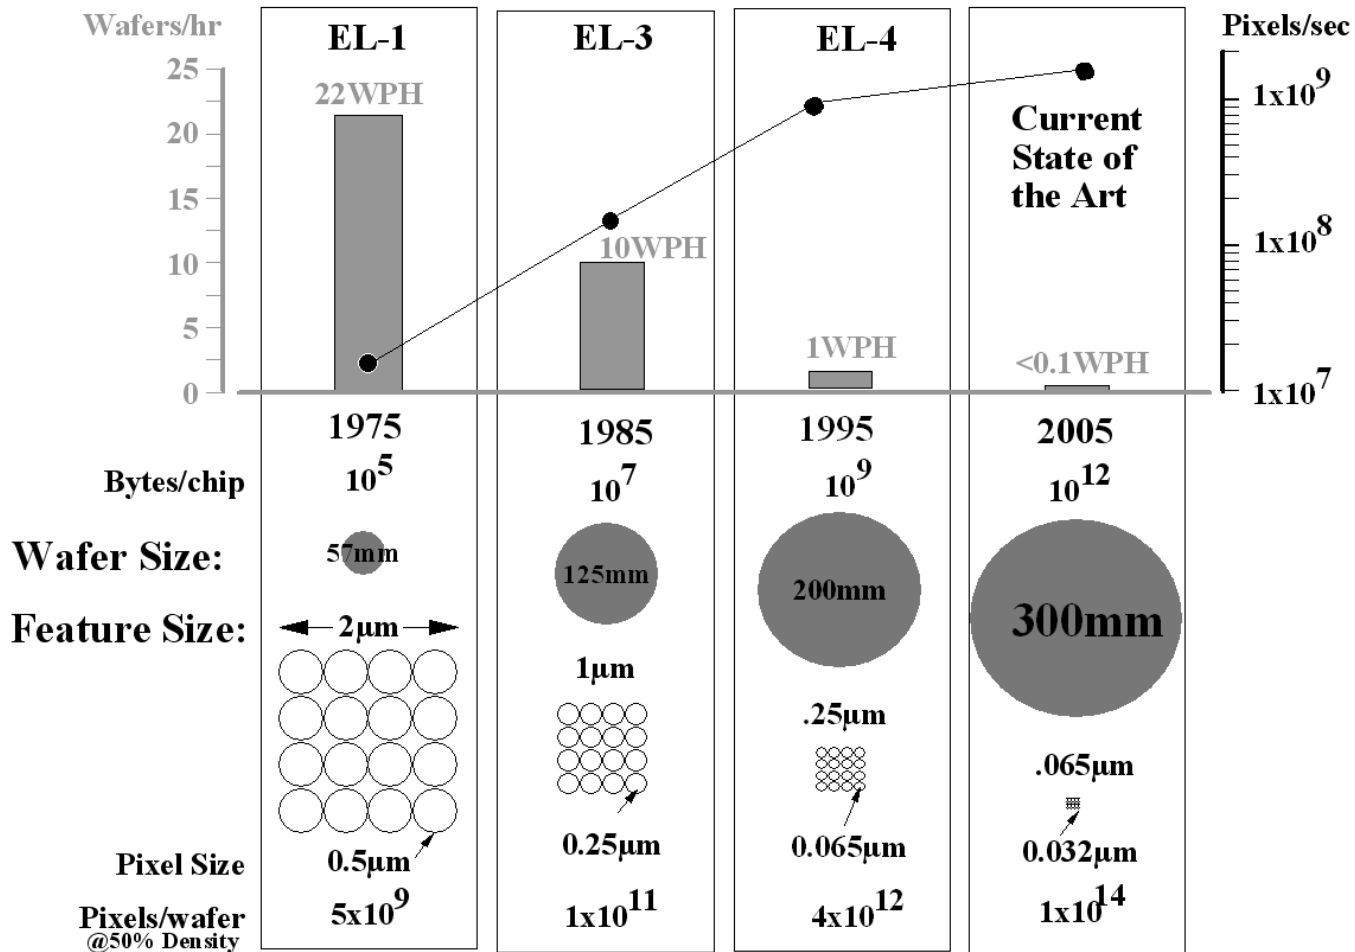 Wafers/hr
EL-1
EL-3
EL-4
Pixels/sec
25
20
15
10
5
0
22WPH
10WPH
1WPH
<0.1WPH
Current
State of
the Art
1x10⁹
1x10⁸
1x10⁷
1975
1985
1995
2005
Bytes/chip
10⁵
10⁷
10⁹
10¹²
Wafer Size:
57mm
125mm
200mm
300mm
Feature Size:
2µm
1µm
.25µm
.065µm
Pixel Size
0.5µm
0.25µm
0.065µm
0.032µm
Pixels/wafer
@50% Density
5x10⁹
1x10¹¹
4x10¹²
1x10¹⁴